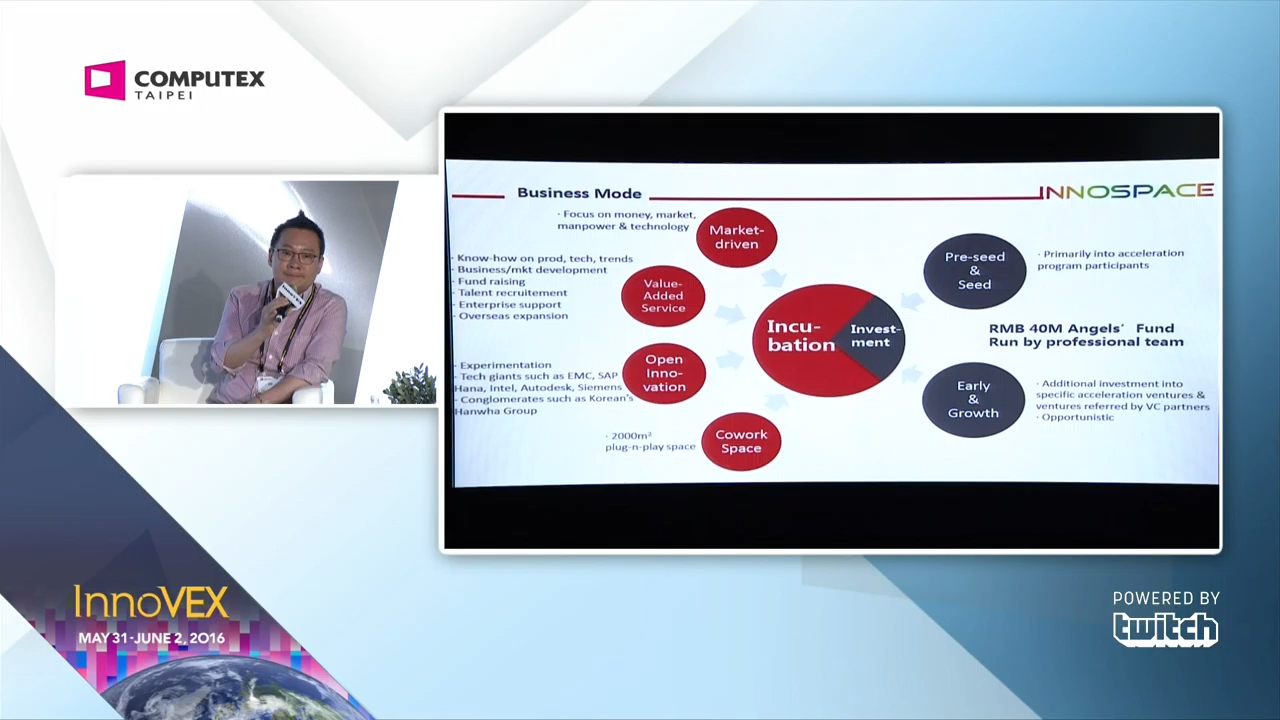 COMPUTEX
TAIPEI
Business Mode
INNOSPACE
· Focus on money, market,
manpower & technology
Market-
driven
- Know-how on prod, tech, trends
- Business/mkt development
- Fund raising
- Talent recruitement
- Enterprise support
- Overseas expansion
Value-
Added
Service
- Experimentation
- Tech giants such as EMC, SAP
Hana, Intel, Autodesk, Siemens
- Conglomerates such as Korean's
Hanwha Group
Open
Inno-
vation
· 2000m²
plug-n-play space
Cowork
Space
Incu-
bation
Invest-
ment
Pre-seed
&
Seed
· Primarily into acceleration
program participants
RMB 40M Angels' Fund
Run by professional team
Early
&
Growth
· Additional investment into
specific acceleration ventures &
ventures referred by VC partners
· Opportunistic
InnoVEX
MAY 31-JUNE 2, 2016
POWERED BY
twitch